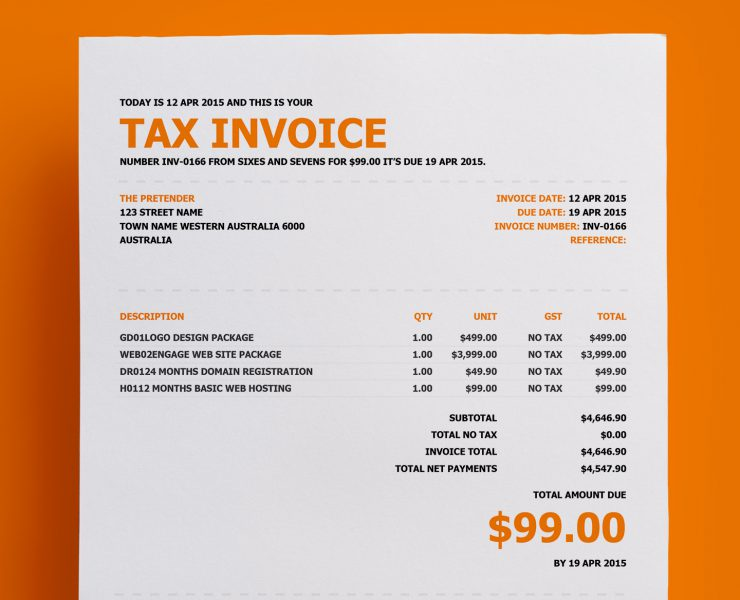 TODAY IS 12 APR 2015 AND THIS IS YOUR
TAX INVOICE
NUMBER INV-0166 FROM SIXES AND SEVENS FOR $99.00 IT'S DUE 19 APR 2015.
THE PRETENDER
123 STREET NAME
TOWN NAME WESTERN AUSTRALIA 6000
AUSTRALIA
INVOICE DATE: 12 APR 2015
DUE DATE: 19 APR 2015
INVOICE NUMBER: INV-0166
REFERENCE:
DESCRIPTION QTY UNIT GST TOTAL
GD01LOGO DESIGN PACKAGE 1.00 $499.00 NO TAX $499.00
WEB02ENGAGE WEB SITE PACKAGE 1.00 $3,999.00 NO TAX $3,999.00
DR0124 MONTHS DOMAIN REGISTRATION 1.00 $49.90 NO TAX $49.90
H0112 MONTHS BASIC WEB HOSTING 1.00 $99.00 NO TAX $99.00
SUBTOTAL $4,646.90
TOTAL NO TAX $0.00
INVOICE TOTAL $4,646.90
TOTAL NET PAYMENTS $4,547.90
TOTAL AMOUNT DUE
$99.00
BY 19 APR 2015